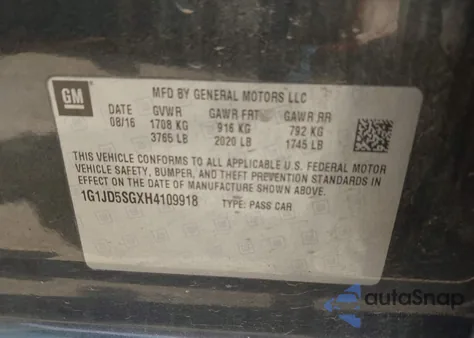 GM
MFD BY GENERAL MOTORS LLC
DATE GVWR GAWR FRT GAWR RR
08/16 1708 KG 916 KG 792 KG
3765 LB 2020 LB 1745 LB
THIS VEHICLE CONFORMS TO ALL APPLICABLE U.S. FEDERAL MOTOR
VEHICLE SAFETY, BUMPER, AND THEFT PREVENTION STANDARDS IN
EFFECT ON THE DATE OF MANUFACTURE SHOWN ABOVE.
1G1JD5SGXH4109918 TYPE: PASS CAR
autaSnap